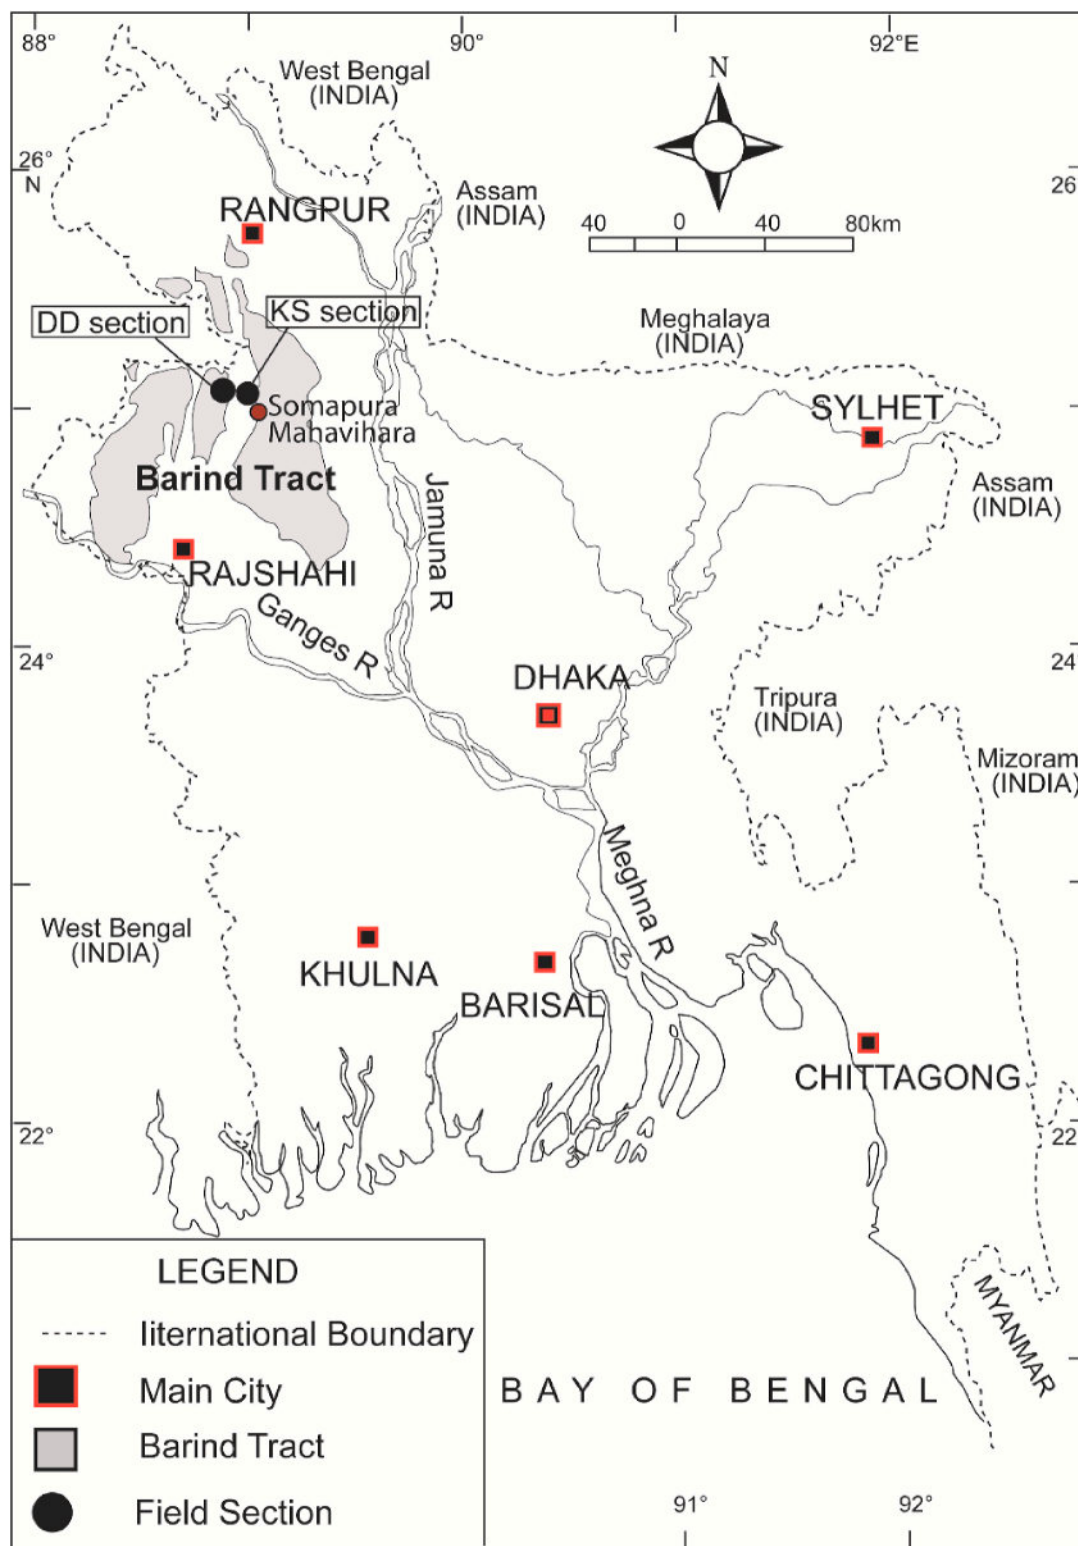 88°
90°
92°E
West Bengal
(INDIA)
N
26°
N
Assam
(INDIA)
26
RANGPUR
40 0 40 80km
DD section
KS section
Meghalaya
(INDIA)
Somapura
Mahavihara
SYLHET
Barind Tract
Jamuna R
Assam
(INDIA)
RAJSHAHI
Ganges R
24°
24
DHAKA
Tripura
(INDIA)
Mizoram
(INDIA)
Meghna R
West Bengal
(INDIA)
KHULNA
BARISAL
CHITTAGONG
22°
22
LEGEND
Iiternational Boundary
Main City
Barind Tract
Field Section
MYANMAR
BAY OF BENGAL
91°
92°